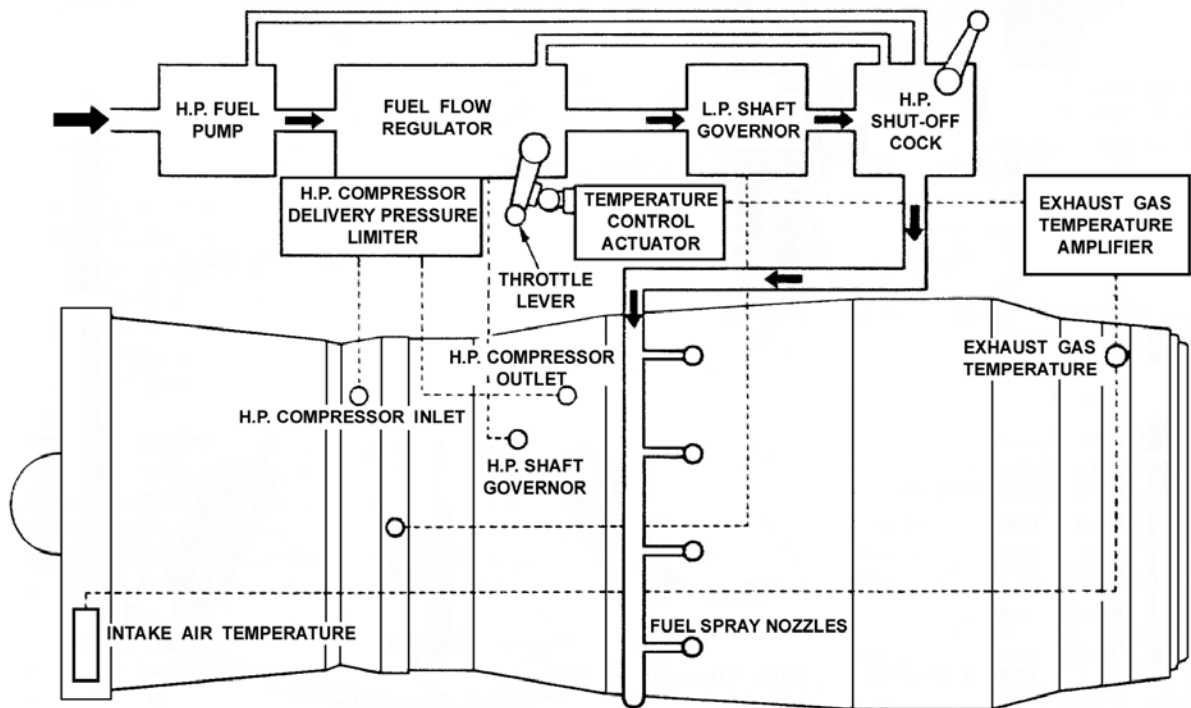 H.P. FUEL
PUMP
FUEL FLOW
REGULATOR
L.P. SHAFT
GOVERNOR
H.P.
SHUT-OFF
COCK
H.P. COMPRESSOR
DELIVERY PRESSURE
LIMITER
TEMPERATURE
CONTROL
ACTUATOR
EXHAUST GAS
TEMPERATURE
AMPLIFIER
THROTTLE
LEVER
H.P. COMPRESSOR
OUTLET
EXHAUST GAS
TEMPERATURE
H.P. COMPRESSOR INLET
H.P. SHAFT
GOVERNOR
INTAKE AIR TEMPERATURE
FUEL SPRAY NOZZLES